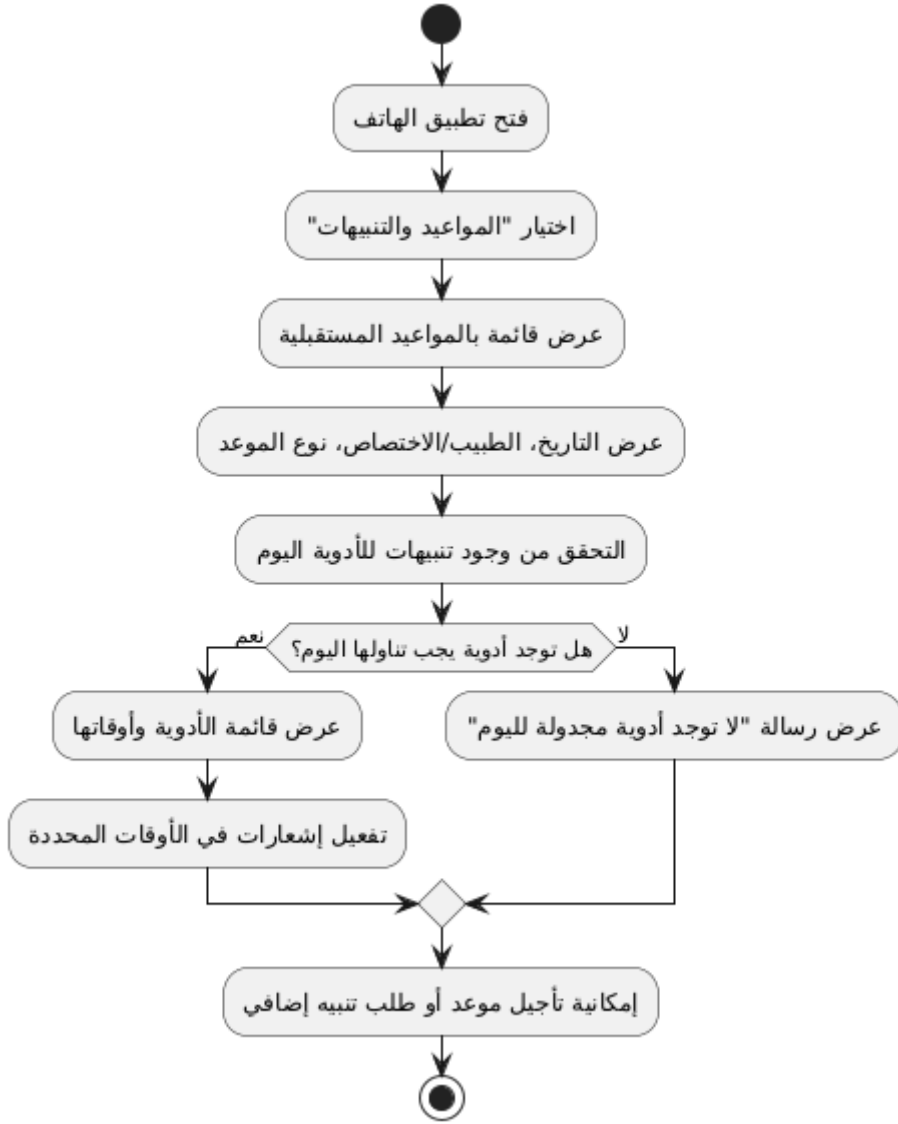 فتح تطبيق الهاتف
اختيار "المواعيد والتنبيهات"
عرض قائمة بالمواعيد المستقبلية
عرض التاريخ، الطبيب/الاختصاص، نوع الموعد
التحقق من وجود تنبيهات للأدوية اليوم
هل توجد أدوية يجب تناولها اليوم؟
نعم
لا
عرض قائمة الأدوية وأوقاتها
عرض رسالة "لا توجد أدوية مجدولة لليوم"
تفعيل إشعارات في الأوقات المحددة
إمكانية تأجيل موعد أو طلب تنبيه إضافي